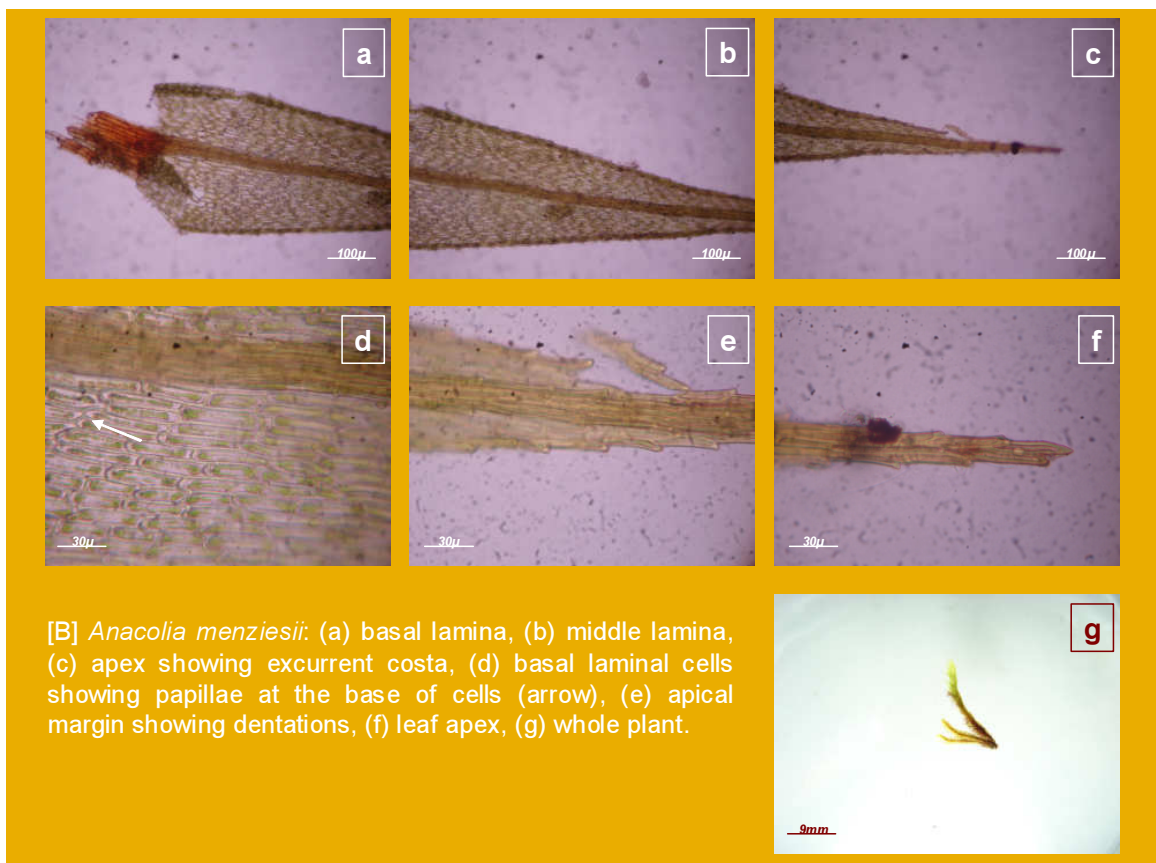 a
b
c
100µ
100µ
100µ
d
e
f
30µ
30µ
30µ
[B] Anacolia menziesii: (a) basal lamina, (b) middle lamina,
(c) apex showing excurrent costa, (d) basal laminal cells
showing papillae at the base of cells (arrow), (e) apical
margin showing dentations, (f) leaf apex, (g) whole plant.
g
9mm